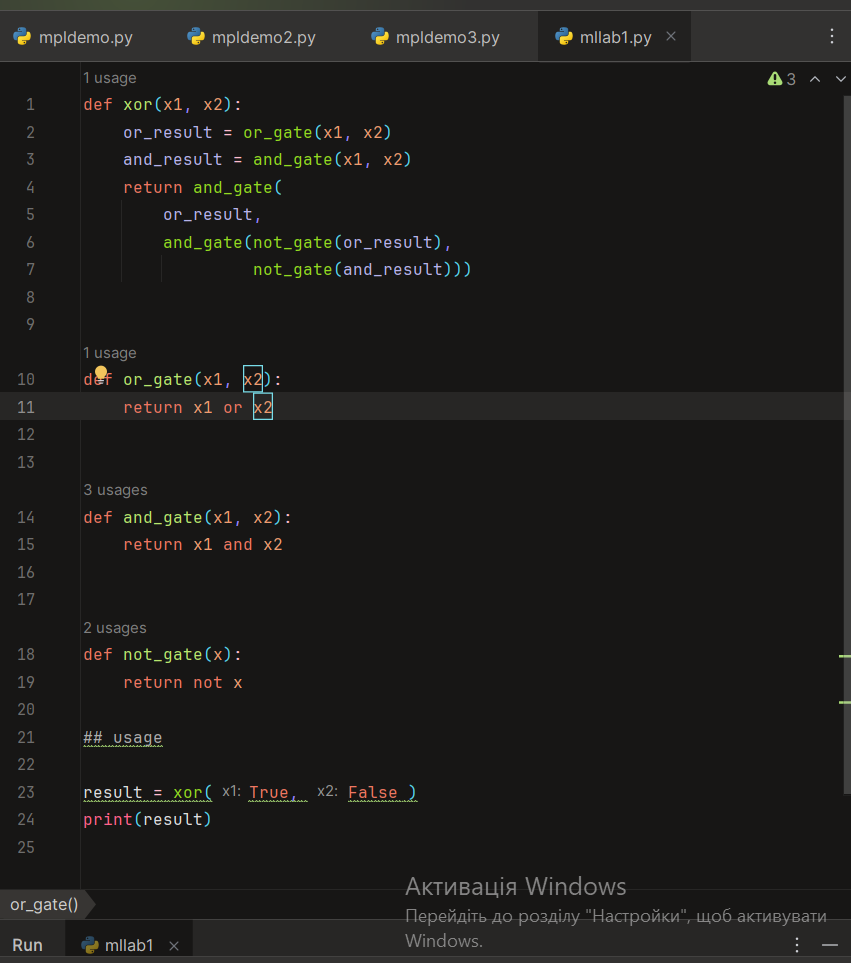 mpldemo.py mpldemo2.py mpldemo3.py mllab1.py
1 usage 3
1 def xor(x1, x2):
2 or_result = or_gate(x1, x2)
3 and_result = and_gate(x1, x2)
4 return and_gate(
5 or_result,
6 and_gate(not_gate(or_result),
7 not_gate(and_result)))
8
9
1 usage
10 def or_gate(x1, x2):
11 return x1 or x2
12
13
3 usages
14 def and_gate(x1, x2):
15 return x1 and x2
16
17
2 usages
18 def not_gate(x):
19 return not x
20
21 ## usage
22
23 result = xor( x1: True, x2: False )
24 print(result)
25
Активація Windows
or_gate()
Перейдіть до розділу "Настройки", щоб активувати
Windows.
Run mllab1